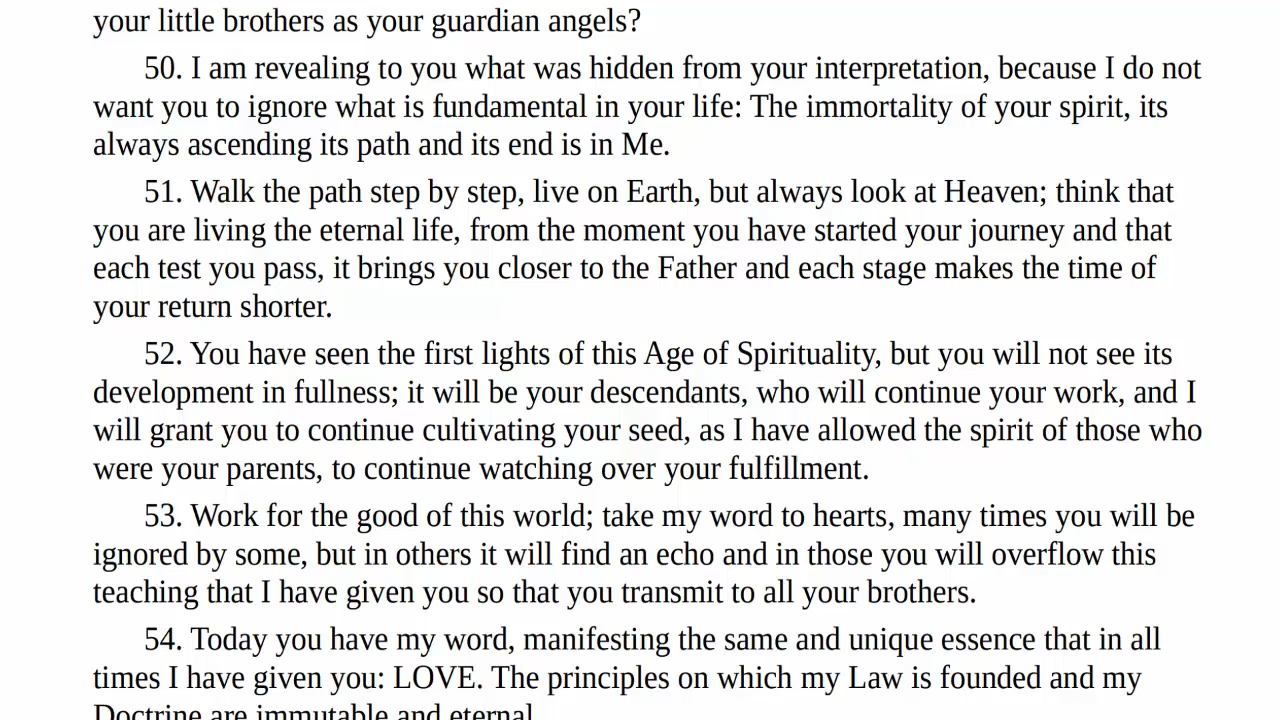 your little brothers as your guardian angels?
50. I am revealing to you what was hidden from your interpretation, because I do not
want you to ignore what is fundamental in your life: The immortality of your spirit, its
always ascending its path and its end is in Me.
51. Walk the path step by step, live on Earth, but always look at Heaven; think that
you are living the eternal life, from the moment you have started your journey and that
each test you pass, it brings you closer to the Father and each stage makes the time of
your return shorter.
52. You have seen the first lights of this Age of Spirituality, but you will not see its
development in fullness; it will be your descendants, who will continue your work, and I
will grant you to continue cultivating your seed, as I have allowed the spirit of those who
were your parents, to continue watching over your fulfillment.
53. Work for the good of this world; take my word to hearts, many times you will be
ignored by some, but in others it will find an echo and in those you will overflow this
teaching that I have given you so that you transmit to all your brothers.
54. Today you have my word, manifesting the same and unique essence that in all
times I have given you: LOVE. The principles on which my Law is founded and my
Doctrine are immutable and eternal